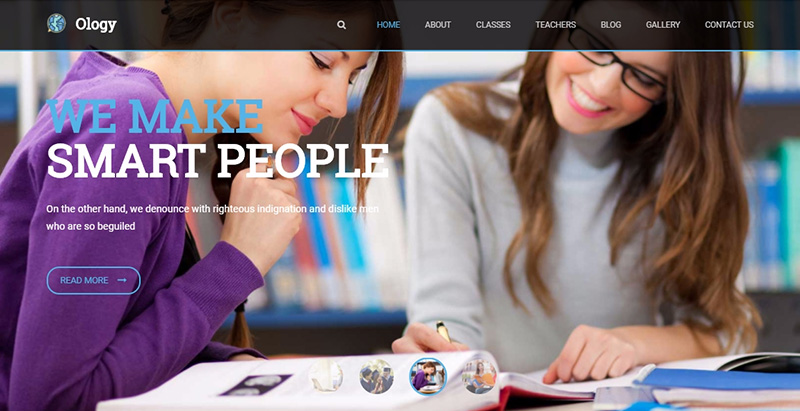 Ology
HOME
ABOUT
CLASSES
TEACHERS
BLOG
GALLERY
CONTACT US
WE MAKE
SMART PEOPLE
On the other hand, we denounce with righteous indignation and dislike men
who are so beguiled
READ MORE